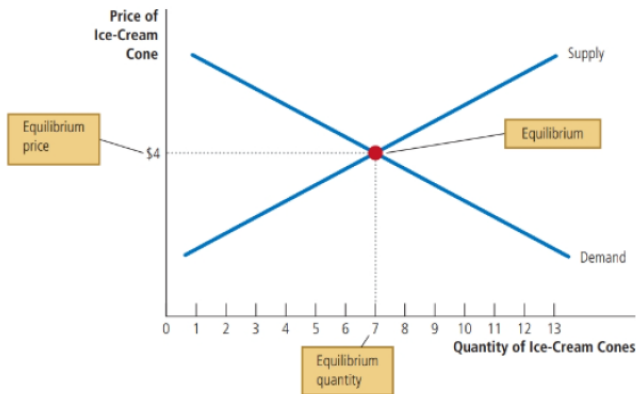 Price of
Ice-Cream
Cone
Supply
Equilibrium
price
$4
Equilibrium
Demand
0 1 2 3 4 5 6 7 8 9 10 11 12 13
Quantity of Ice-Cream Cones
Equilibrium
quantity